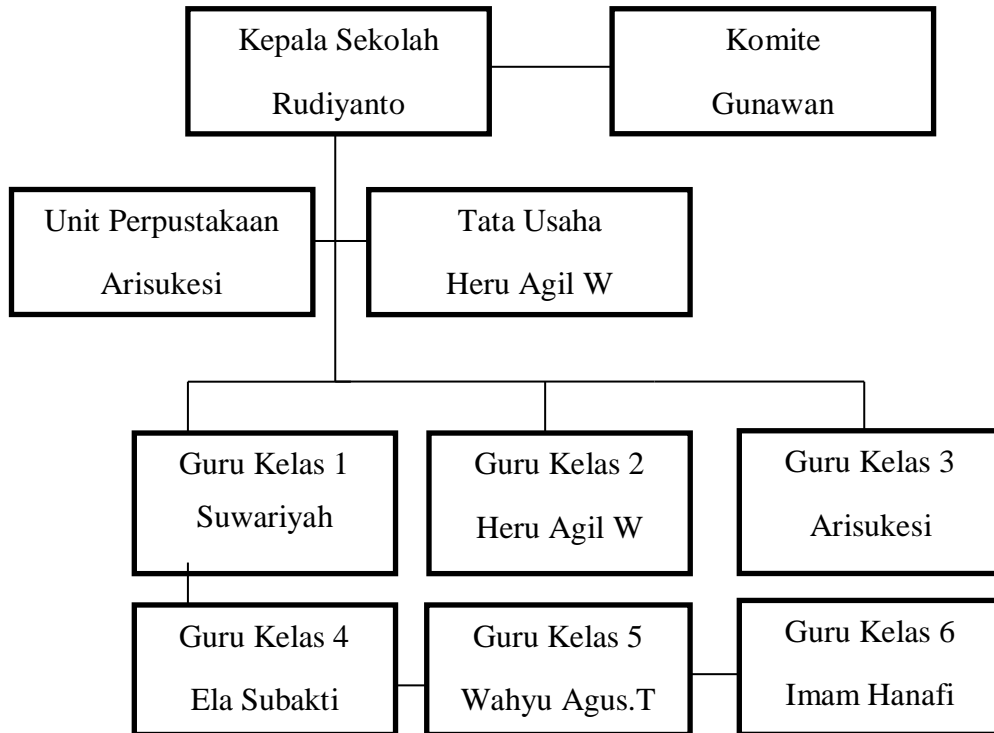 Kepala Sekolah
Rudiyanto
Komite
Gunawan
Unit Perpustakaan
Arisukesi
Tata Usaha
Heru Agil W
Guru Kelas 1
Suwariyah
Guru Kelas 2
Heru Agil W
Guru Kelas 3
Arisukesi
Guru Kelas 4
Ela Subakti
Guru Kelas 5
Wahyu Agus.T
Guru Kelas 6
Imam Hanafi